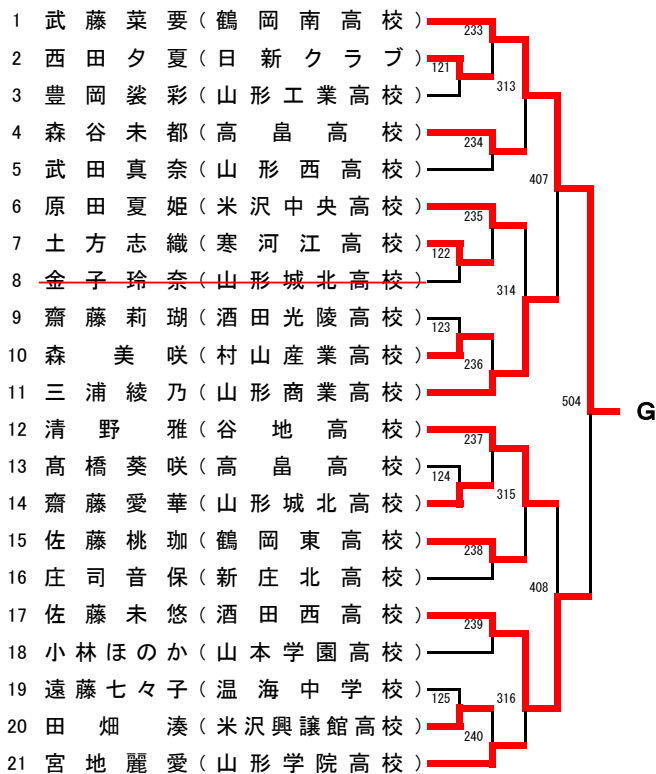 1 武藤菜要(鶴岡南高校)
233
2 西田夕夏(日新クラブ)
121
3 豊岡裟彩(山形工業高校)
313
4 森谷未都(高畠高校)
234
5 武田真奈(山形西高校)
407
6 原田夏姫(米沢中央高校)
235
7 土方志織(寒河江高校)
122
8 金子玲奈(山形城北高校)
314
9 齋藤莉瑚(酒田光陵高校)
123
10 森美咲(村山産業高校)
236
11 三浦綾乃(山形商業高校)
504 G
12 清野雅(谷地高校)
237
13 髙橋葵咲(高畠高校)
124
14 齋藤愛華(山形城北高校)
315
15 佐藤桃珈(鶴岡東高校)
238
16 庄司音保(新庄北高校)
408
17 佐藤未悠(酒田西高校)
239
18 小林ほのか(山本学園高校)
19 遠藤七々子(温海中学校)
125
316
20 田畑湊(米沢興譲館高校)
240
21 宮地麗愛(山形学院高校)